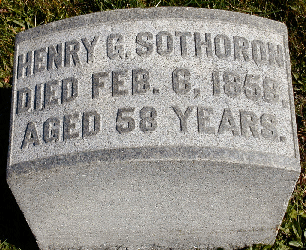 HENRY G. SOTHORON
DIED FEB. 6, 1859.
AGED 58 YEARS.